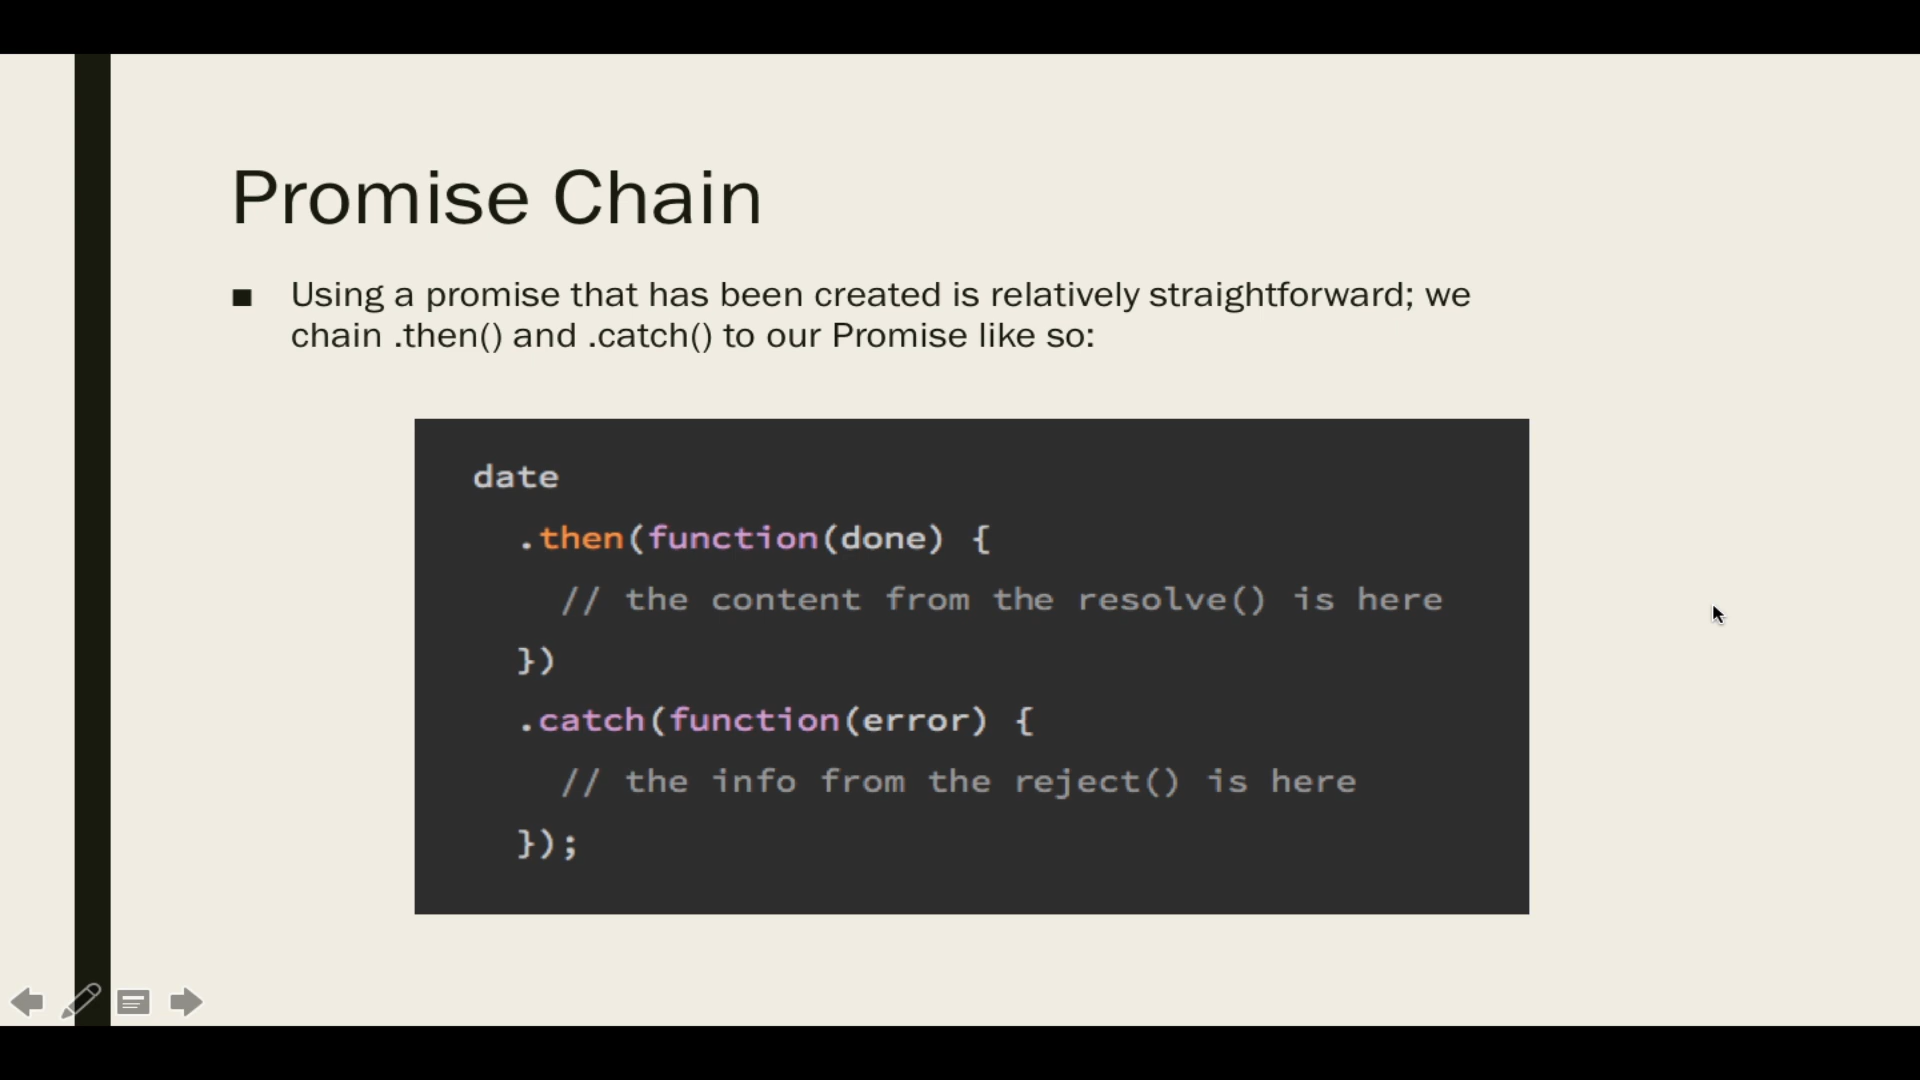 Promise Chain
■ Using a promise that has been created is relatively straightforward; we
chain .then() and .catch() to our Promise like so:
date
.then(function(done) {
// the content from the resolve() is here
})
.catch(function(error) {
// the info from the reject() is here
});